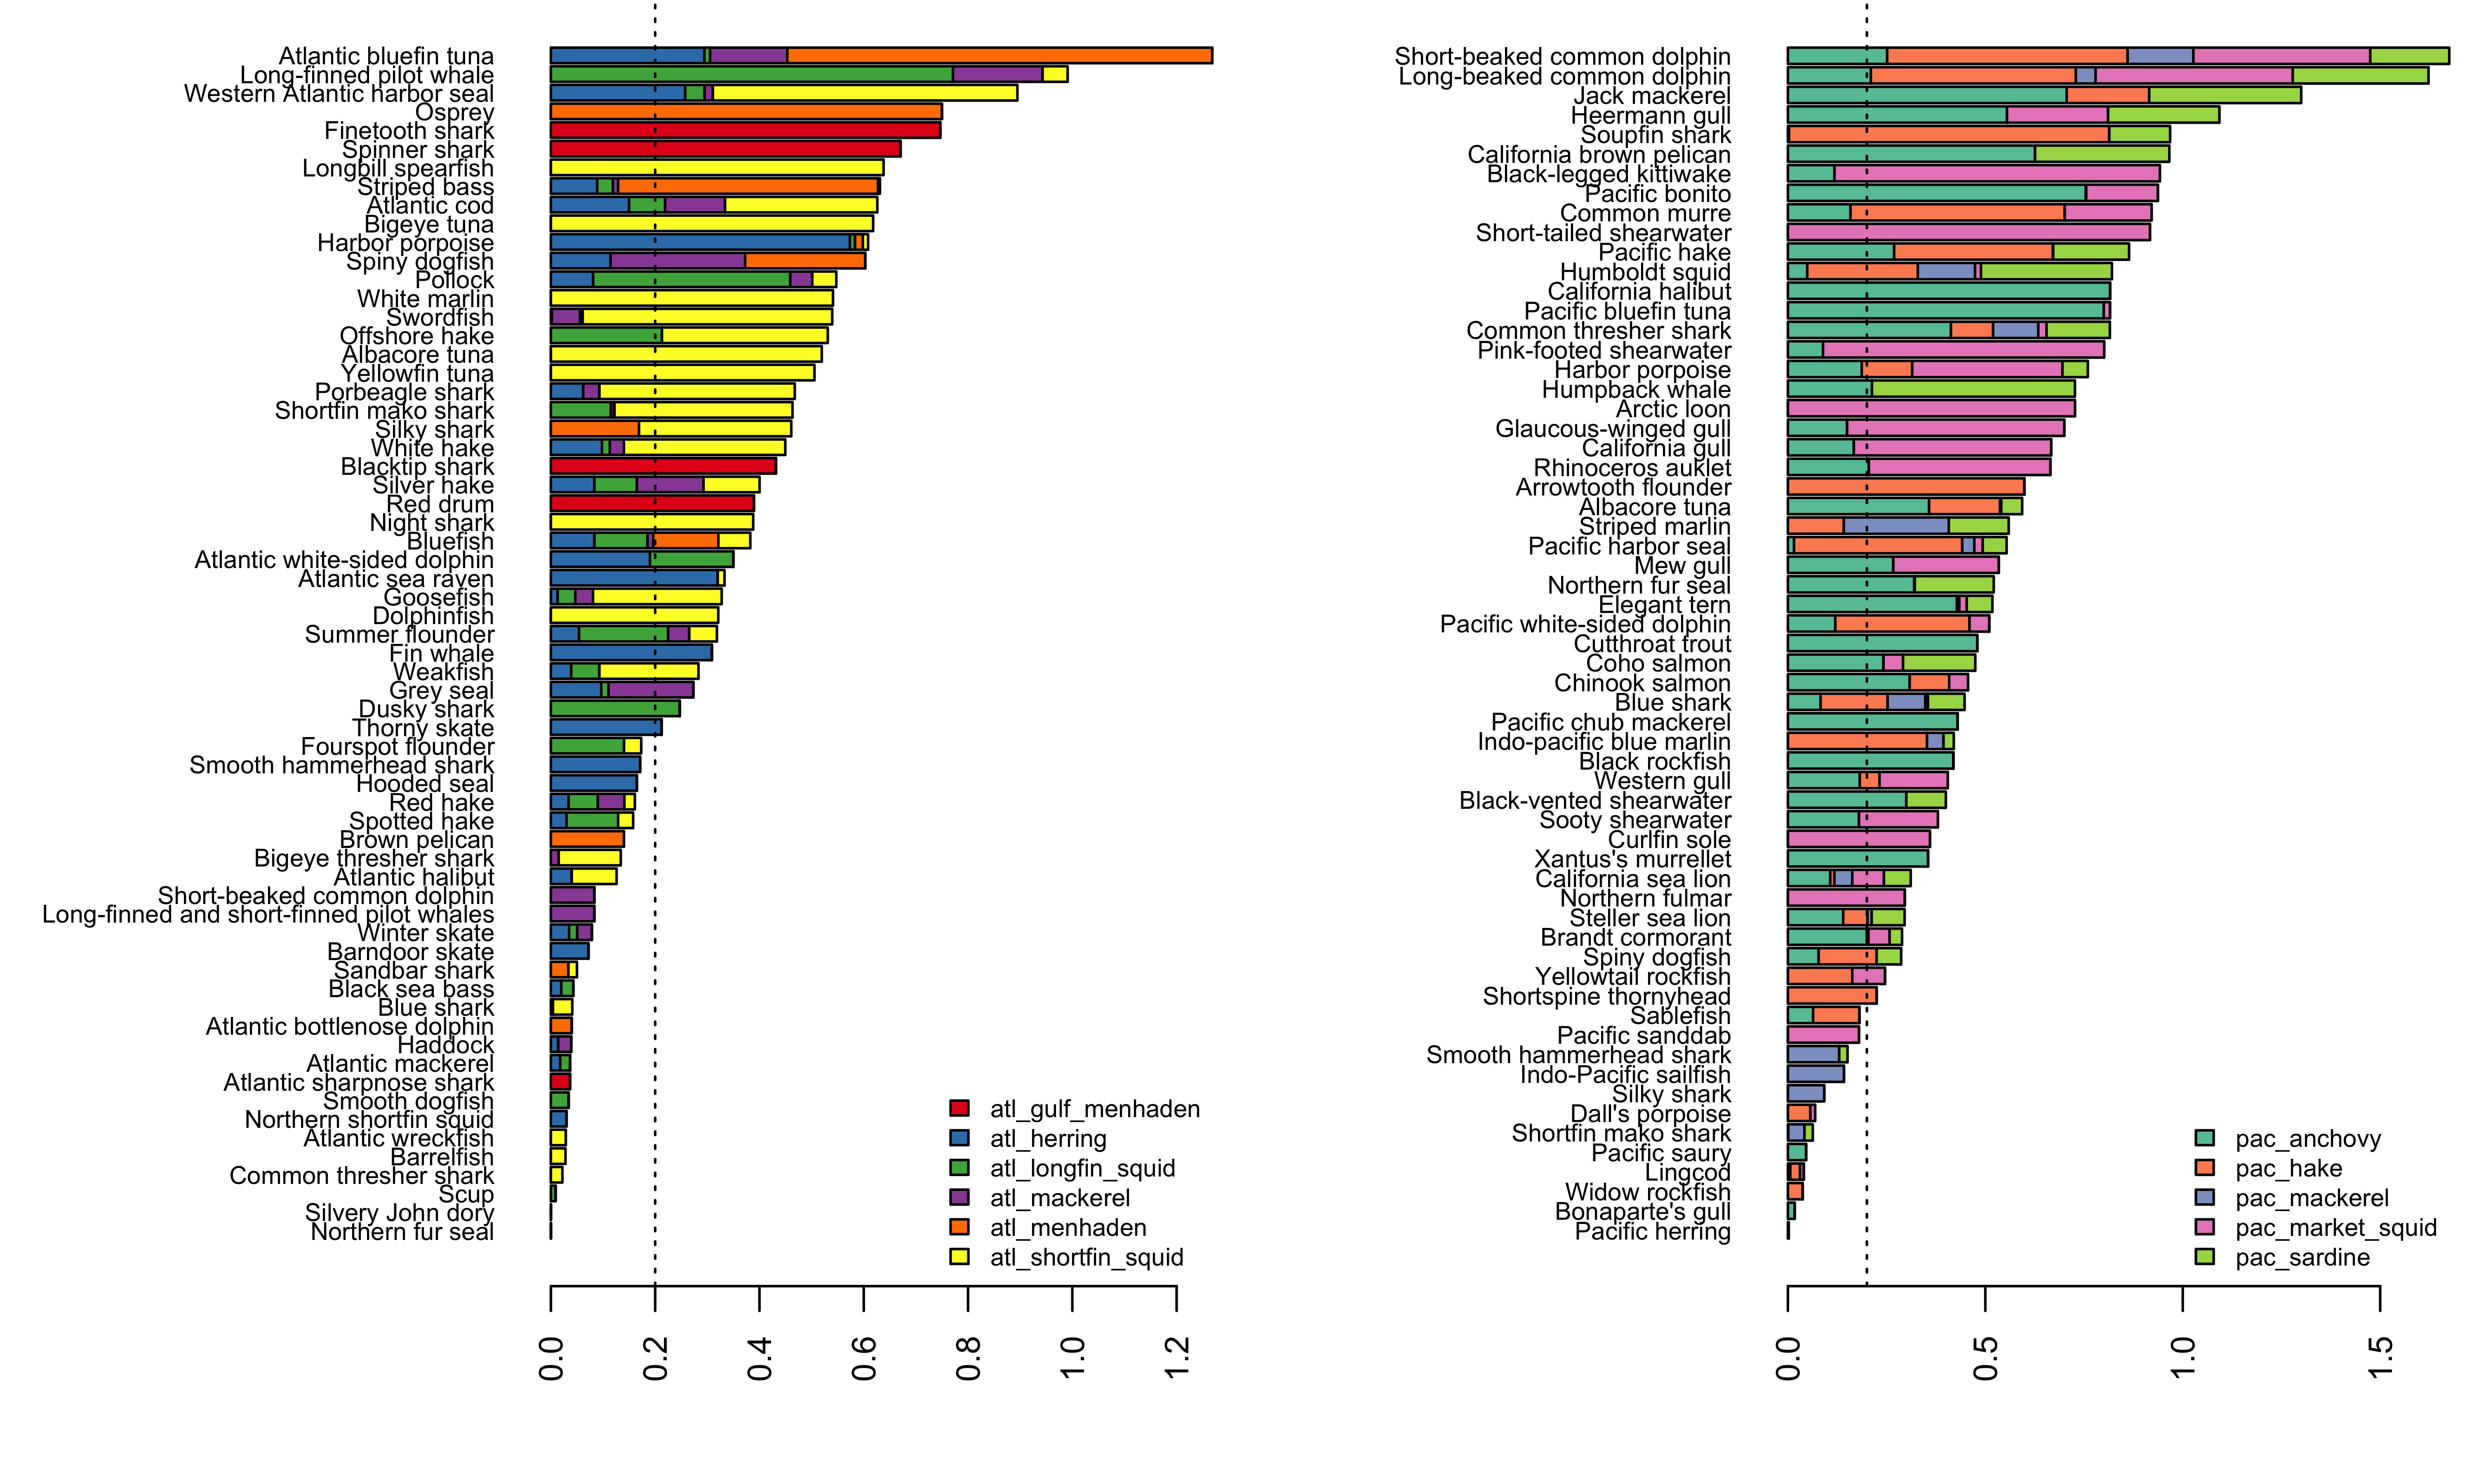 Atlantic bluefin tuna
Long-finned pilot whale
Western Atlantic harbor seal
Osprey
Finetooth shark
Spinner shark
Longbill spearfish
Striped bass
Atlantic cod
Bigeye tuna
Harbor porpoise
Spiny dogfish
Pollock
White marlin
Swordfish
Offshore hake
Albacore tuna
Yellowfin tuna
Porbeagle shark
Shortfin mako shark
Silky shark
White hake
Blacktip shark
Silver hake
Red drum
Night shark
Bluefish
Atlantic white-sided dolphin
Atlantic sea raven
Goosefish
Dolphinfish
Summer flounder
Fin whale
Weakfish
Grey seal
Dusky shark
Thorny skate
Fourspot flounder
Smooth hammerhead shark
Hooded seal
Red hake
Spotted hake
Brown pelican
Bigeye thresher shark
Atlantic halibut
Short-beaked common dolphin
Long-finned and short-finned pilot whales
Winter skate
Barndoor skate
Sandbar shark
Black sea bass
Blue shark
Atlantic bottlenose dolphin
Haddock
Atlantic mackerel
Atlantic sharpnose shark
Smooth dogfish
Northern shortfin squid
Atlantic wreckfish
Barrelfish
Common thresher shark
Scup
Silvery John dory
Northern fur seal
atl_gulf_menhaden
atl_herring
atl_longfin_squid
atl_mackerel
atl_menhaden
atl_shortfin_squid
0.0
0.2
0.4
0.6
0.8
1.0
1.2
Short-beaked common dolphin
Long-beaked common dolphin
Jack mackerel
Heermann gull
Soupfin shark
California brown pelican
Black-legged kittiwake
Pacific bonito
Common murre
Short-tailed shearwater
Pacific hake
Humboldt squid
California halibut
Pacific bluefin tuna
Common thresher shark
Pink-footed shearwater
Harbor porpoise
Humpback whale
Arctic loon
Glaucous-winged gull
California gull
Rhinoceros auklet
Arrowtooth flounder
Albacore tuna
Striped marlin
Pacific harbor seal
Mew gull
Northern fur seal
Elegant tern
Pacific white-sided dolphin
Cutthroat trout
Coho salmon
Chinook salmon
Blue shark
Pacific chub mackerel
Indo-pacific blue marlin
Black rockfish
Western gull
Black-vented shearwater
Sooty shearwater
Curlfin sole
Xantus's murrellet
California sea lion
Northern fulmar
Steller sea lion
Brandt cormorant
Spiny dogfish
Yellowtail rockfish
Shortspine thornyhead
Sablefish
Pacific sanddab
Smooth hammerhead shark
Indo-Pacific sailfish
Silky shark
Dall's porpoise
Shortfin mako shark
Pacific saury
Lingcod
Widow rockfish
Bonaparte's gull
Pacific herring
pac_anchovy
pac_hake
pac_mackerel
pac_market_squid
pac_sardine
0.0
0.5
1.0
1.5